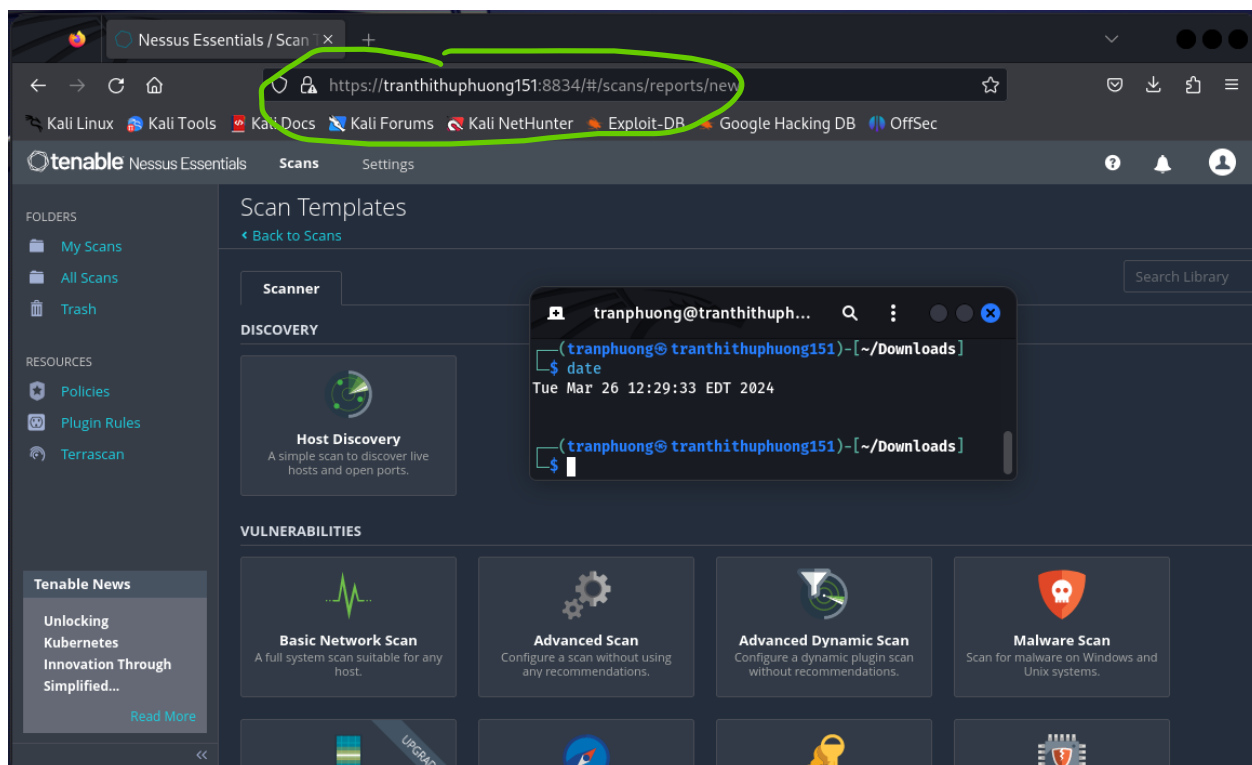 Nessus Essentials / Scan T
https://tranthithuphuong151:8834/#/scans/reports/new
Kali Linux Kali Tools Kali Docs Kali Forums Kali NetHunter Exploit-DB Google Hacking DB OffSec
tenable Nessus Essentials Scans Settings
FOLDERS
My Scans
All Scans
Trash
RESOURCES
Policies
Plugin Rules
Terrascan
Tenable News
Unlocking
Kubernetes
Innovation Through
Simplified...
Read More
Scan Templates
Back to Scans
Scanner
Search Library
DISCOVERY
Host Discovery
A simple scan to discover live
hosts and open ports.
tranphuong@tranthithuph...
(tranphuong㉿tranthithuphuong151)-[~/Downloads]
$ date
Tue Mar 26 12:29:33 EDT 2024
(tranphuong㉿tranthithuphuong151)-[~/Downloads]
$
VULNERABILITIES
Basic Network Scan
A full system scan suitable for any
host.
Advanced Scan
Configure a scan without using
any recommendations.
Advanced Dynamic Scan
Configure a dynamic plugin scan
without recommendations.
Malware Scan
Scan for malware on Windows and
Unix systems.
UPGRAD